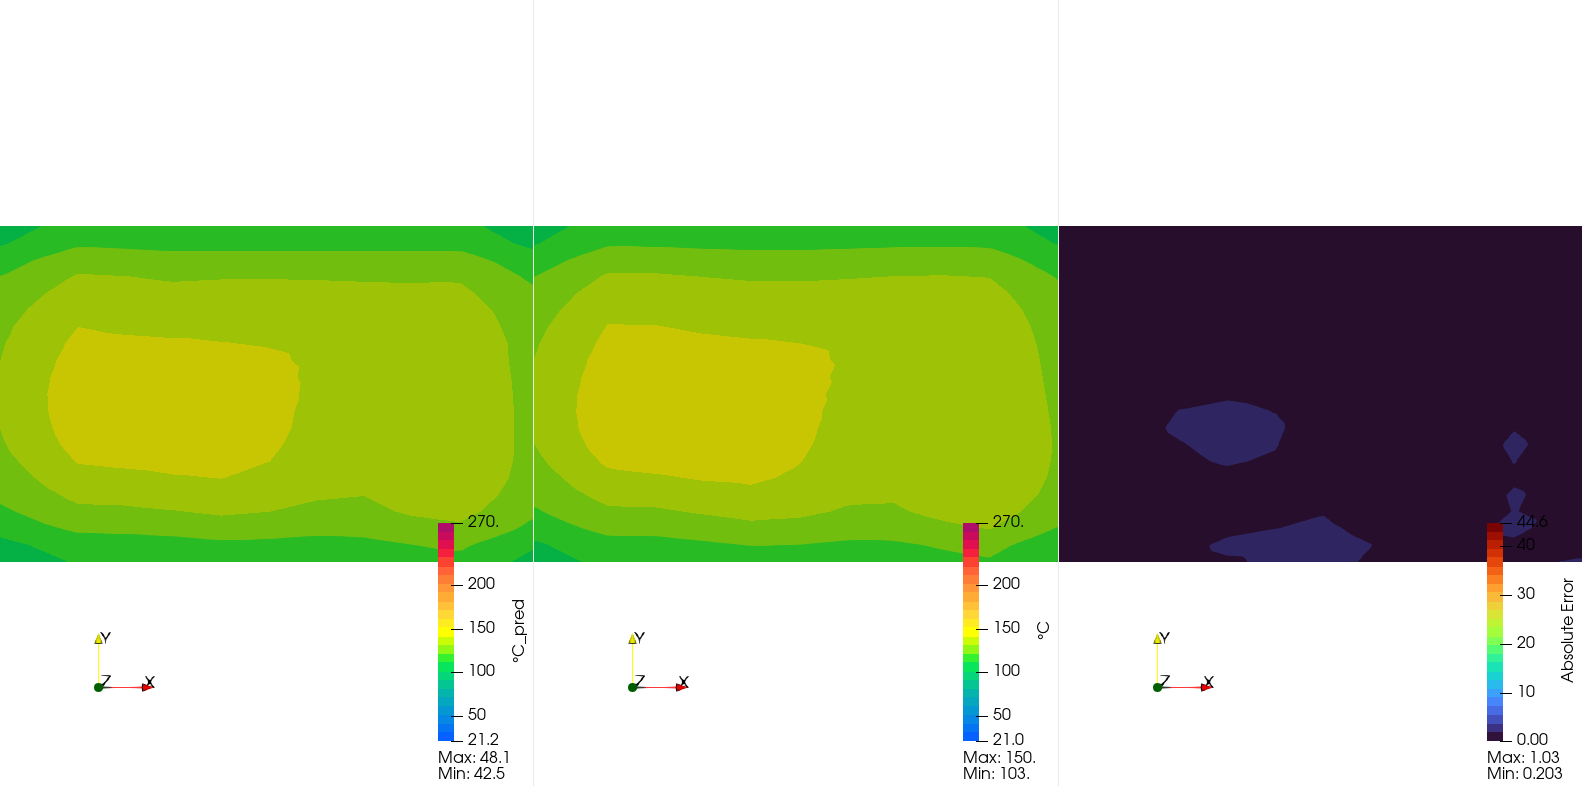 270.
200
150
100
50
21.2
°C_pred
Max: 48.1
Min: 42.5
Y
Z
X
270.
200
150
100
50
21.0
°C
Max: 150.
Min: 103.
Y
Z
X
44.6
40
30
20
10
0.00
Absolute Error
Max: 1.03
Min: 0.203
Y
Z
X